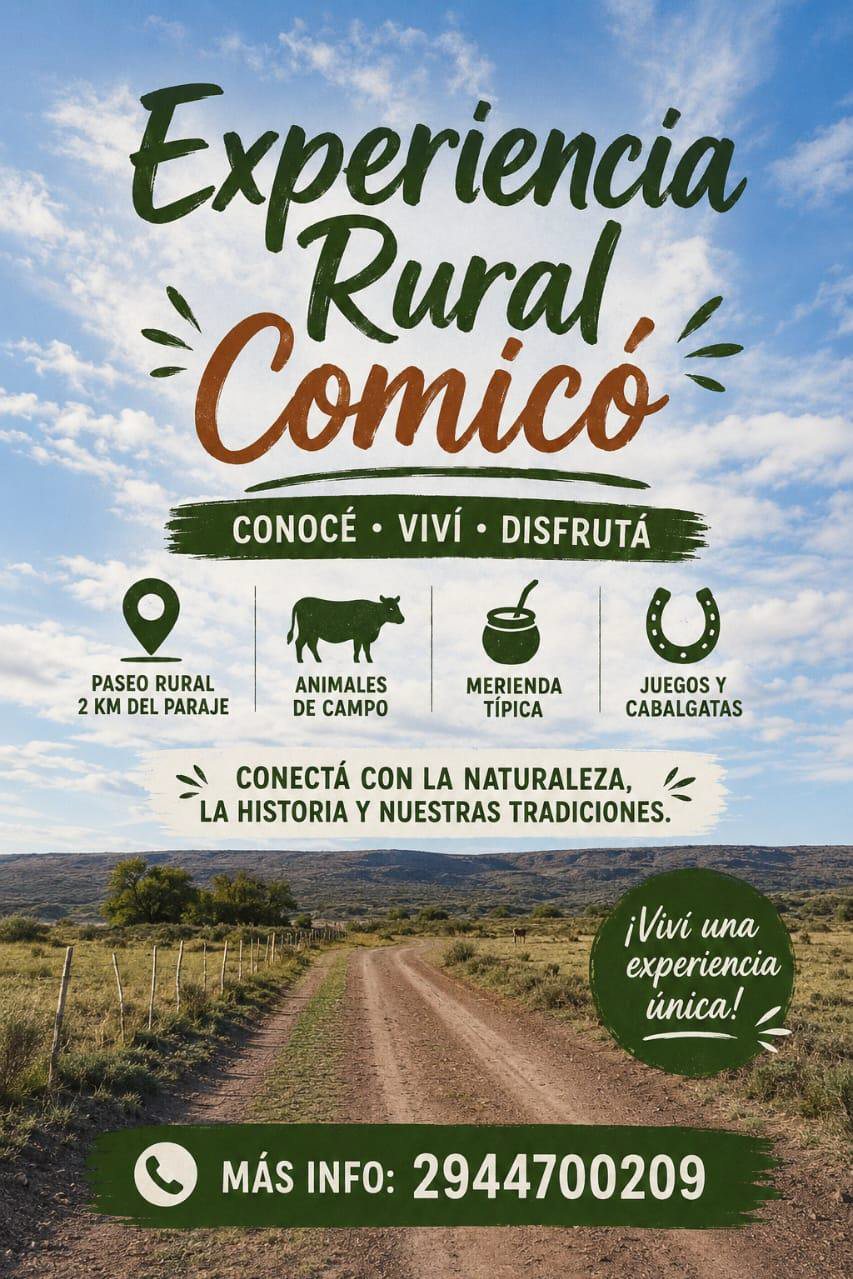 Experiencia
Rural
Comicó
CONOCÉ • VIVÍ • DISFRUTÁ
PASEO RURAL
2 KM DEL PARAJE
ANIMALES
DE CAMPO
MERIENDA
TÍPICA
JUEGOS Y
CABALGATAS
CONECTÁ CON LA NATURALEZA,
LA HISTORIA Y NUESTRAS TRADICIONES.
¡Viví una
experiencia
única!
MÁS INFO: 2944700209